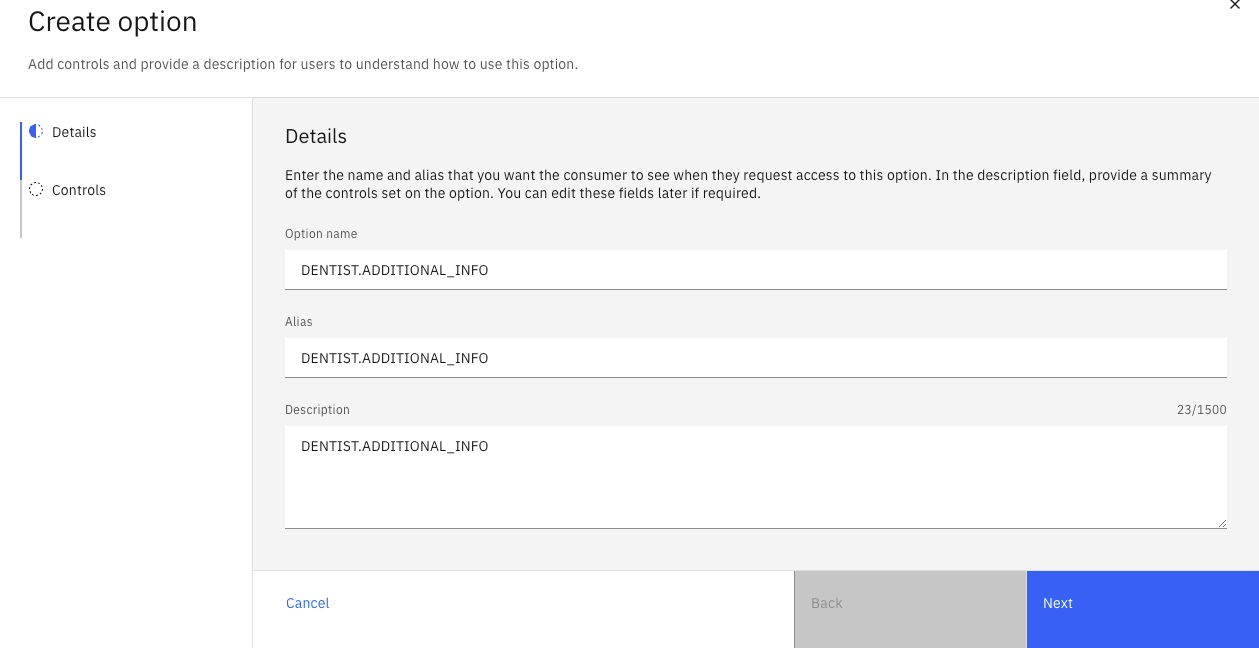 Create option
Add controls and provide a description for users to understand how to use this option.
Details
Controls
Details
Enter the name and alias that you want the consumer to see when they request access to this option. In the description field, provide a summary
of the controls set on the option. You can edit these fields later if required.
Option name
DENTIST.ADDITIONAL_INFO
Alias
DENTIST.ADDITIONAL_INFO
Description 23/1500
DENTIST.ADDITIONAL_INFO
Cancel Back Next